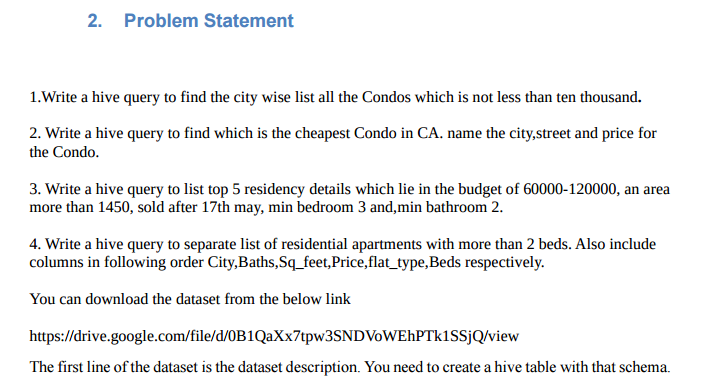 2. Problem Statement
1.Write a hive query to find the city wise list all the Condos which is not less than ten thousand.
2. Write a hive query to find which is the cheapest Condo in CA. name the city,street and price for
the Condo.
3. Write a hive query to list top 5 residency details which lie in the budget of 60000-120000, an area
more than 1450, sold after 17th may, min bedroom 3 and,min bathroom 2.
4. Write a hive query to separate list of residential apartments with more than 2 beds. Also include
columns in following order City,Baths,Sq_feet,Price,flat_type,Beds respectively.
You can download the dataset from the below link
https://drive.google.com/file/d/0B1QaXx7tpw3SNDVoWEhPTk1SSjQ/view
The first line of the dataset is the dataset description. You need to create a hive table with that schema.